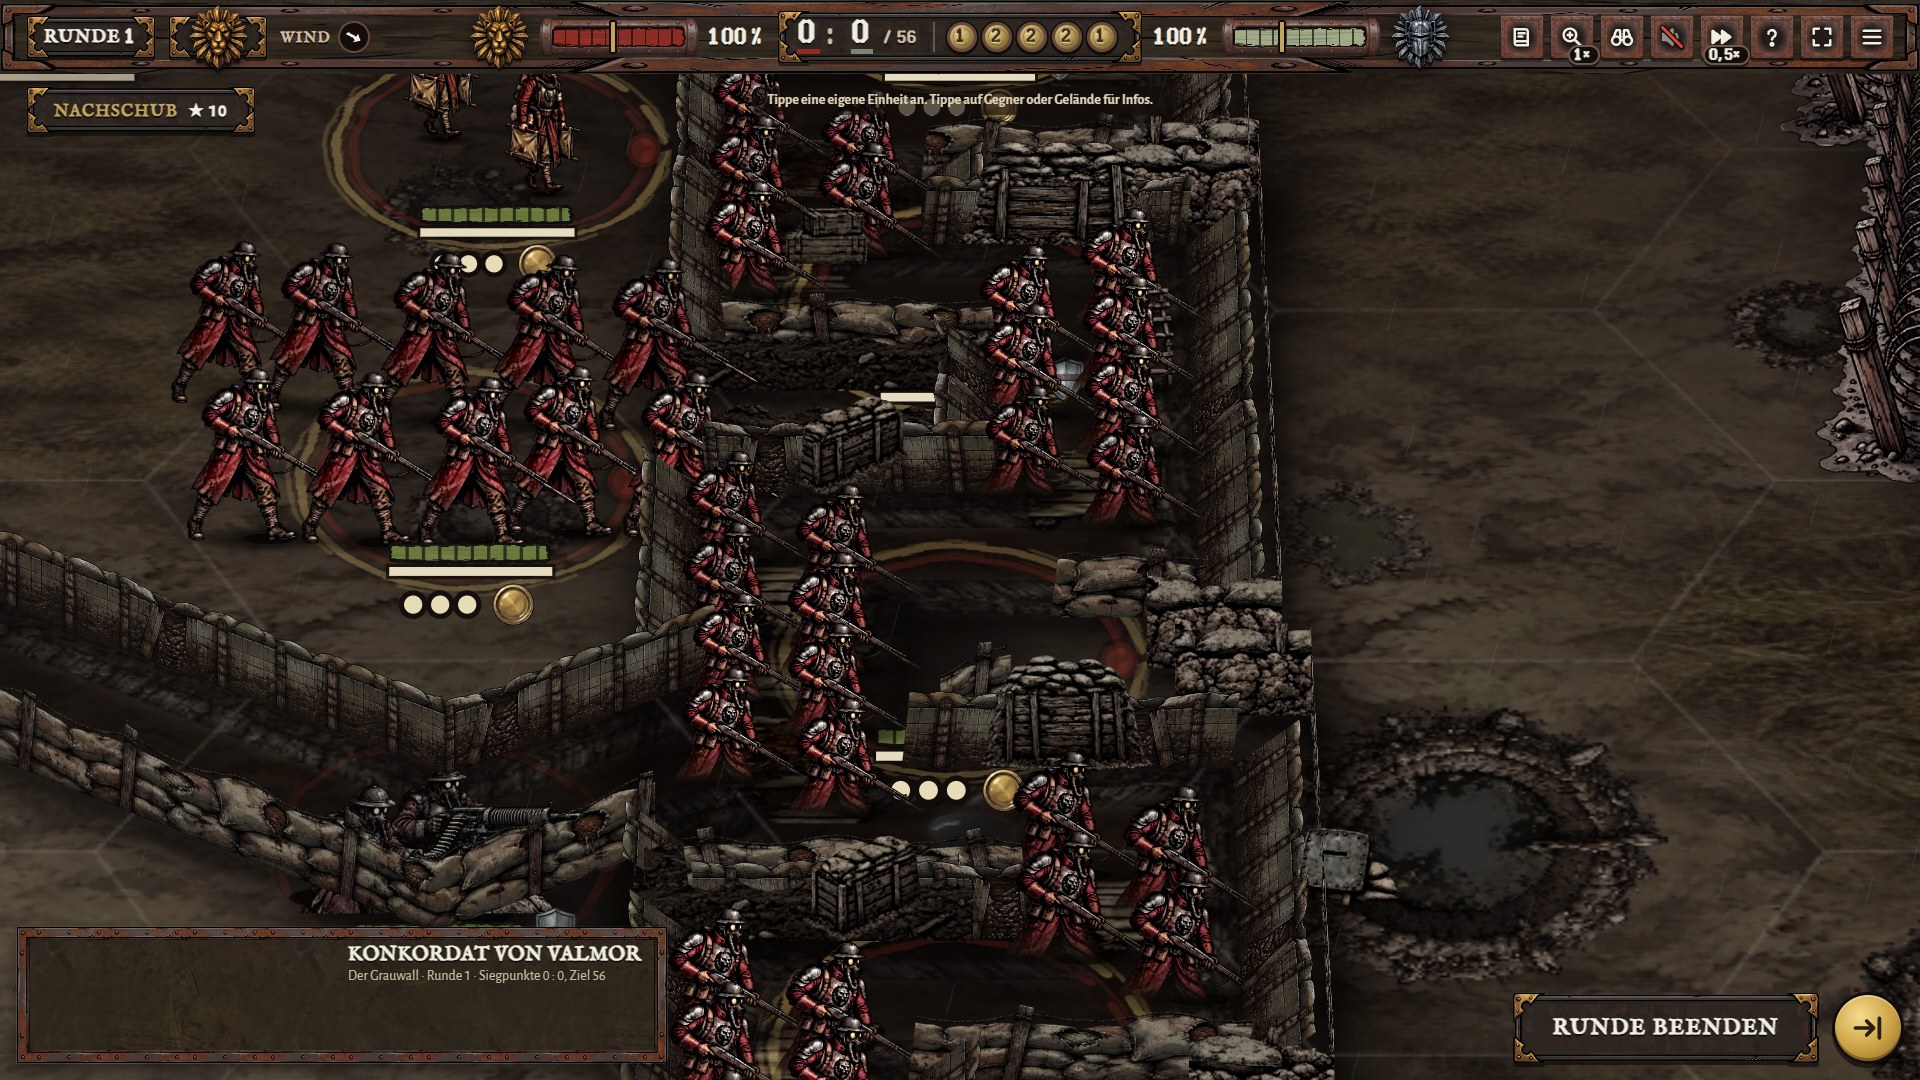 RUNDE 1
WIND
100%
0 : 0 / 56
1 2 2 2 1
100%
1×
0,5×
?
NACHSCHUB ★ 10
Tippe eine eigene Einheit an. Tippe auf Gegner oder Gelände für Infos.
KONKORDAT VON VALMOR
Der Grauwall · Runde 1 · Siegpunkte 0 : 0, Ziel 56
RUNDE BEENDEN